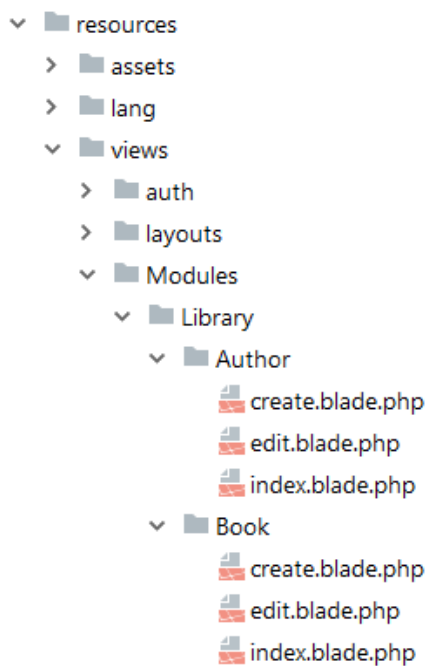 resources
assets
lang
views
auth
layouts
Modules
Library
Author
create.blade.php
edit.blade.php
index.blade.php
Book
create.blade.php
edit.blade.php
index.blade.php